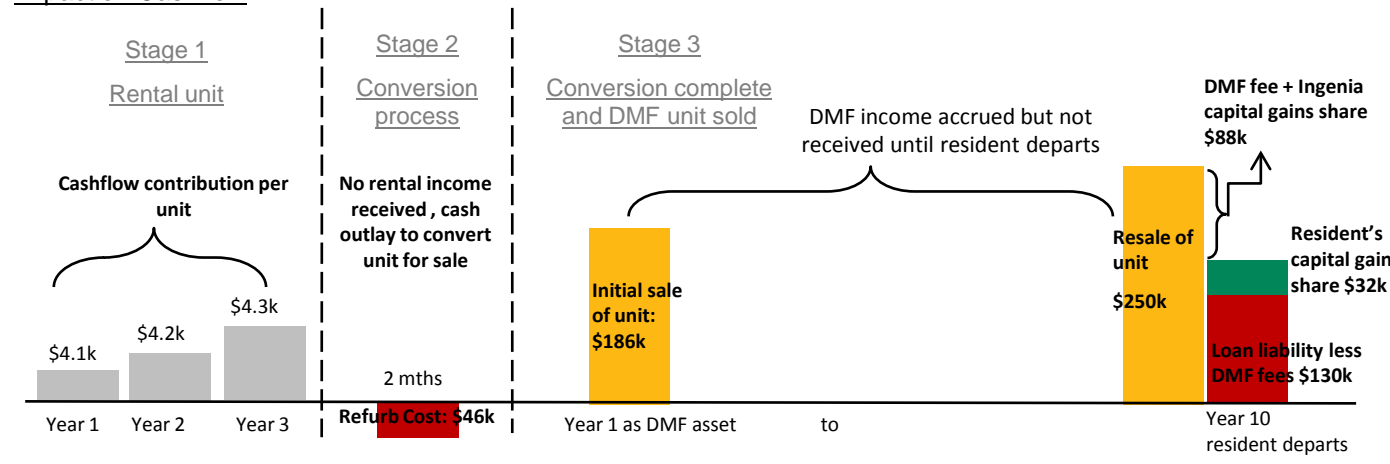 Stage 1
Rental unit
Stage 2
Conversion
process
Stage 3
Conversion complete
and DMF unit sold
DMF income accrued but not
received until resident departs
DMF fee + Ingenia
capital gains share
$88k
Cashflow contribution per
unit
No rental income
received , cash
outlay to convert
unit for sale
$4.1k
$4.2k
$4.3k
2 mths
Refurb Cost: $46k
Initial sale
of unit:
$186k
Resale of
unit
$250k
Resident's
capital gain
share $32k
Loan liability less
DMF fees $130k
Year 1
Year 2
Year 3
Year 1 as DMF asset
to
Year 10
resident departs